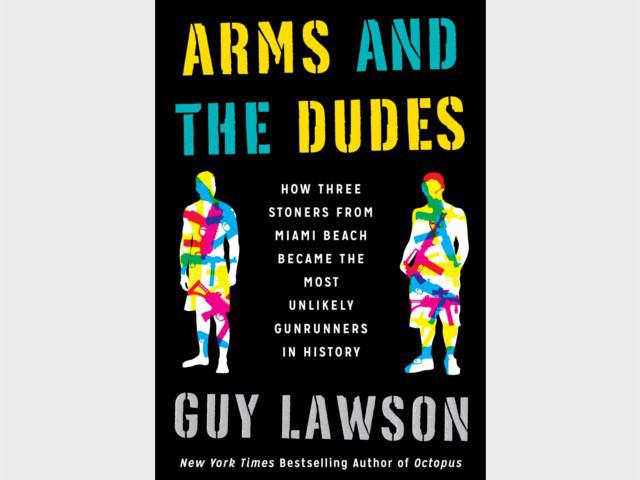 ARMS AND
THE DUDES
HOW THREE
STONERS FROM
MIAMI BEACH
BECAME THE
MOST
UNLIKELY
GUNRUNNERS
IN HISTORY
GUY LAWSON
New York Times Bestselling Author of Octopus